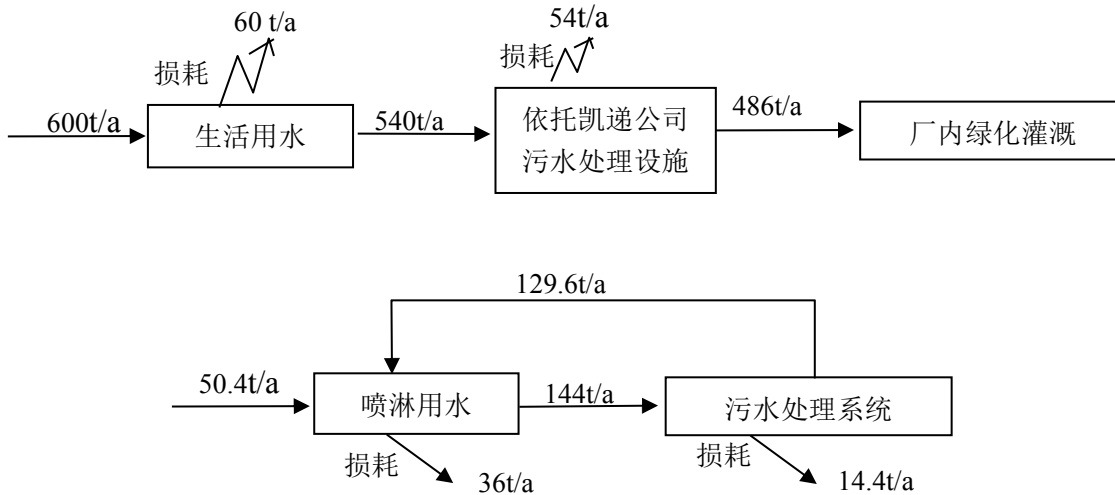 60 t/a
54t/a
损耗
损耗
600t/a
生活用水
540t/a
依托凯递公司
污水处理设施
486t/a
厂内绿化灌溉
129.6t/a
50.4t/a
喷淋用水
144t/a
污水处理系统
损耗
36t/a
损耗
14.4t/a